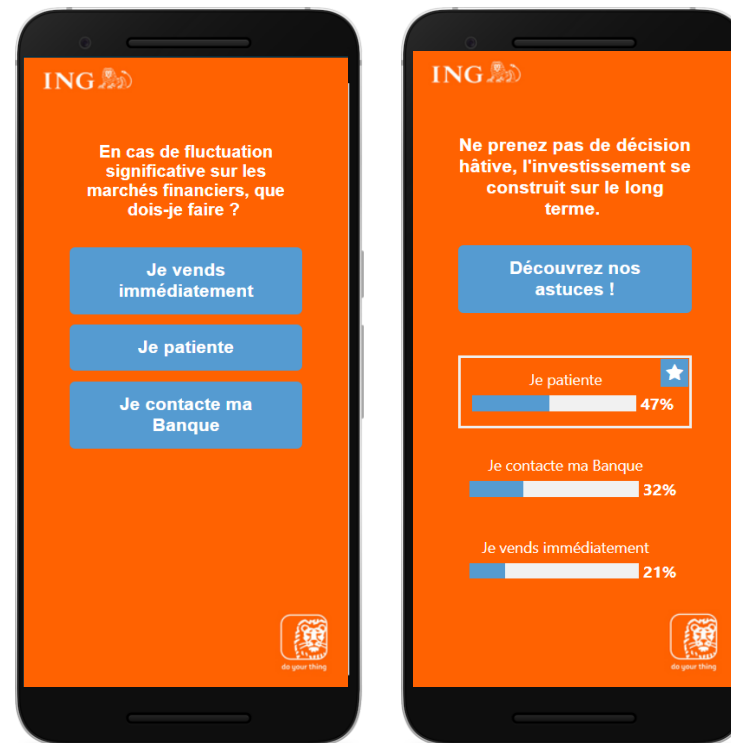 ING
En cas de fluctuation
significative sur les
marchés financiers, que
dois-je faire ?
Je vends
immédiatement
Je patiente
Je contacte ma
Banque
do your thing
ING
Ne prenez pas de décision
hâtive, l'investissement se
construit sur le long
terme.
Découvrez nos
astuces !
Je patiente
47%
Je contacte ma Banque
32%
Je vends immédiatement
21%
do your thing